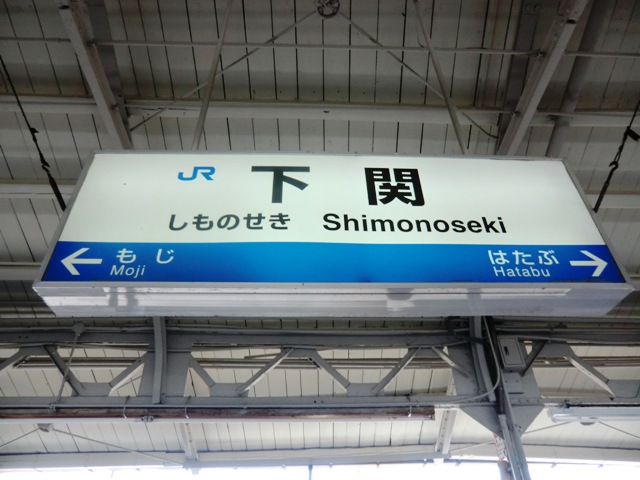 JR 下関
しものせき Shimonoseki
← もじ はたぶ →
Moji Hatabu